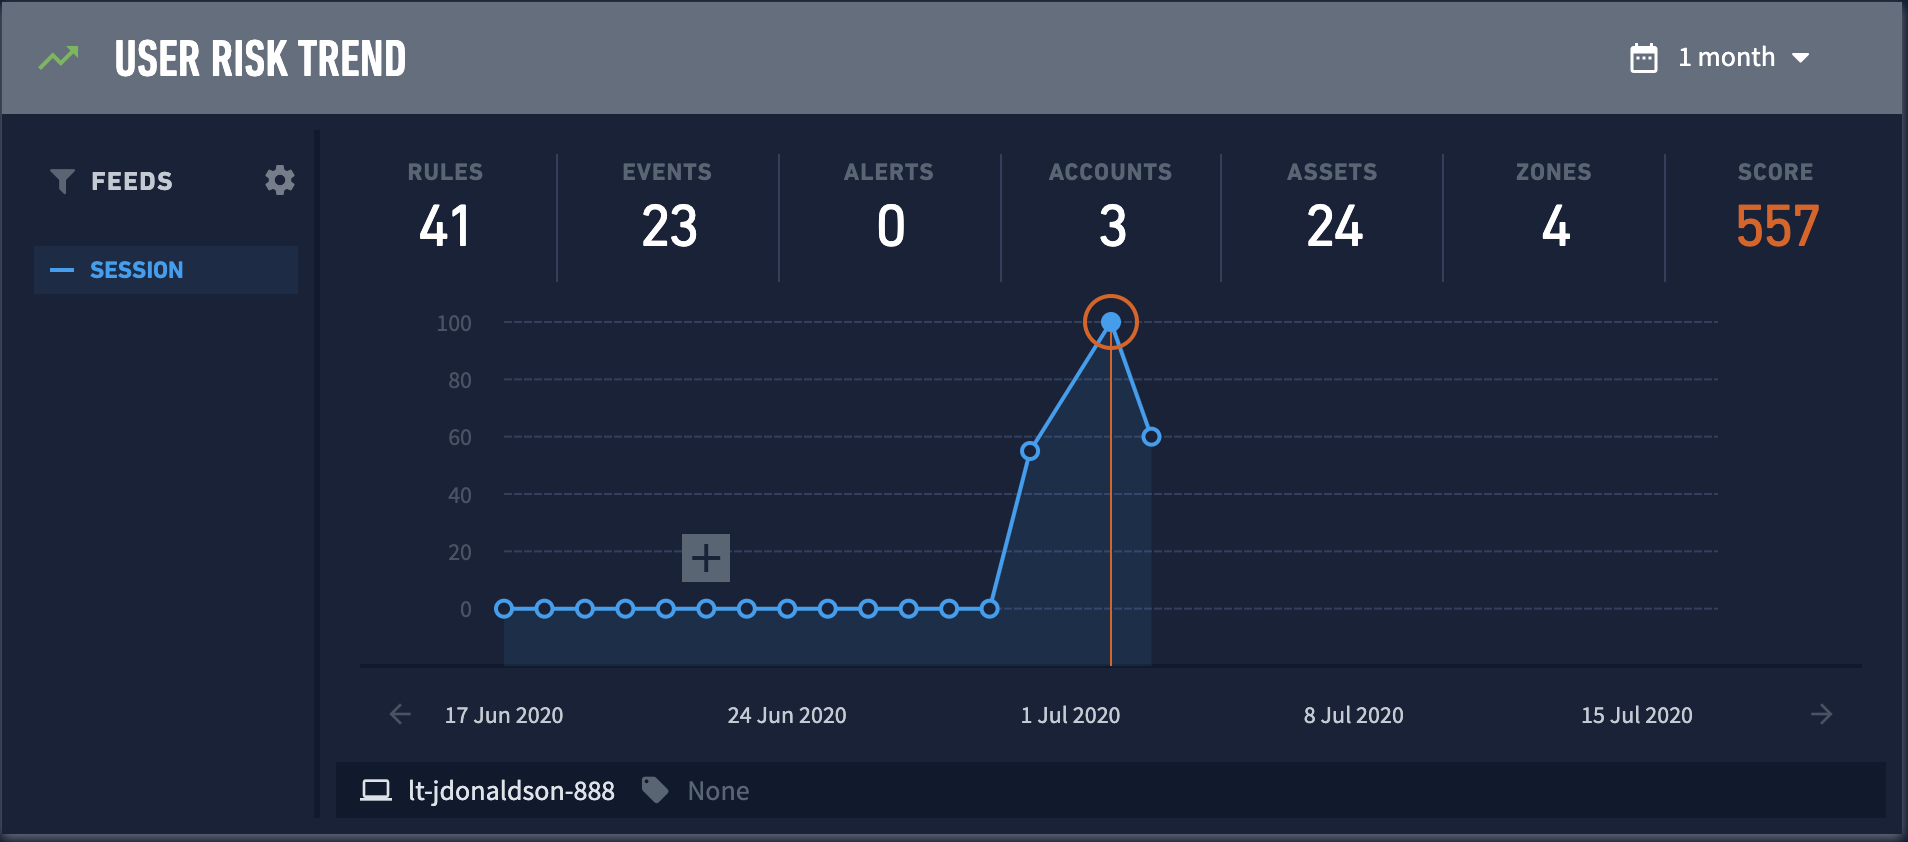 USER RISK TREND
1 month
FEEDS
SESSION
RULES EVENTS ALERTS ACCOUNTS ASSETS ZONES SCORE
41 23 0 3 24 4 557
100
80
60
40
20
0
17 Jun 2020 24 Jun 2020 1 Jul 2020 8 Jul 2020 15 Jul 2020
lt-jdonaldson-888 None